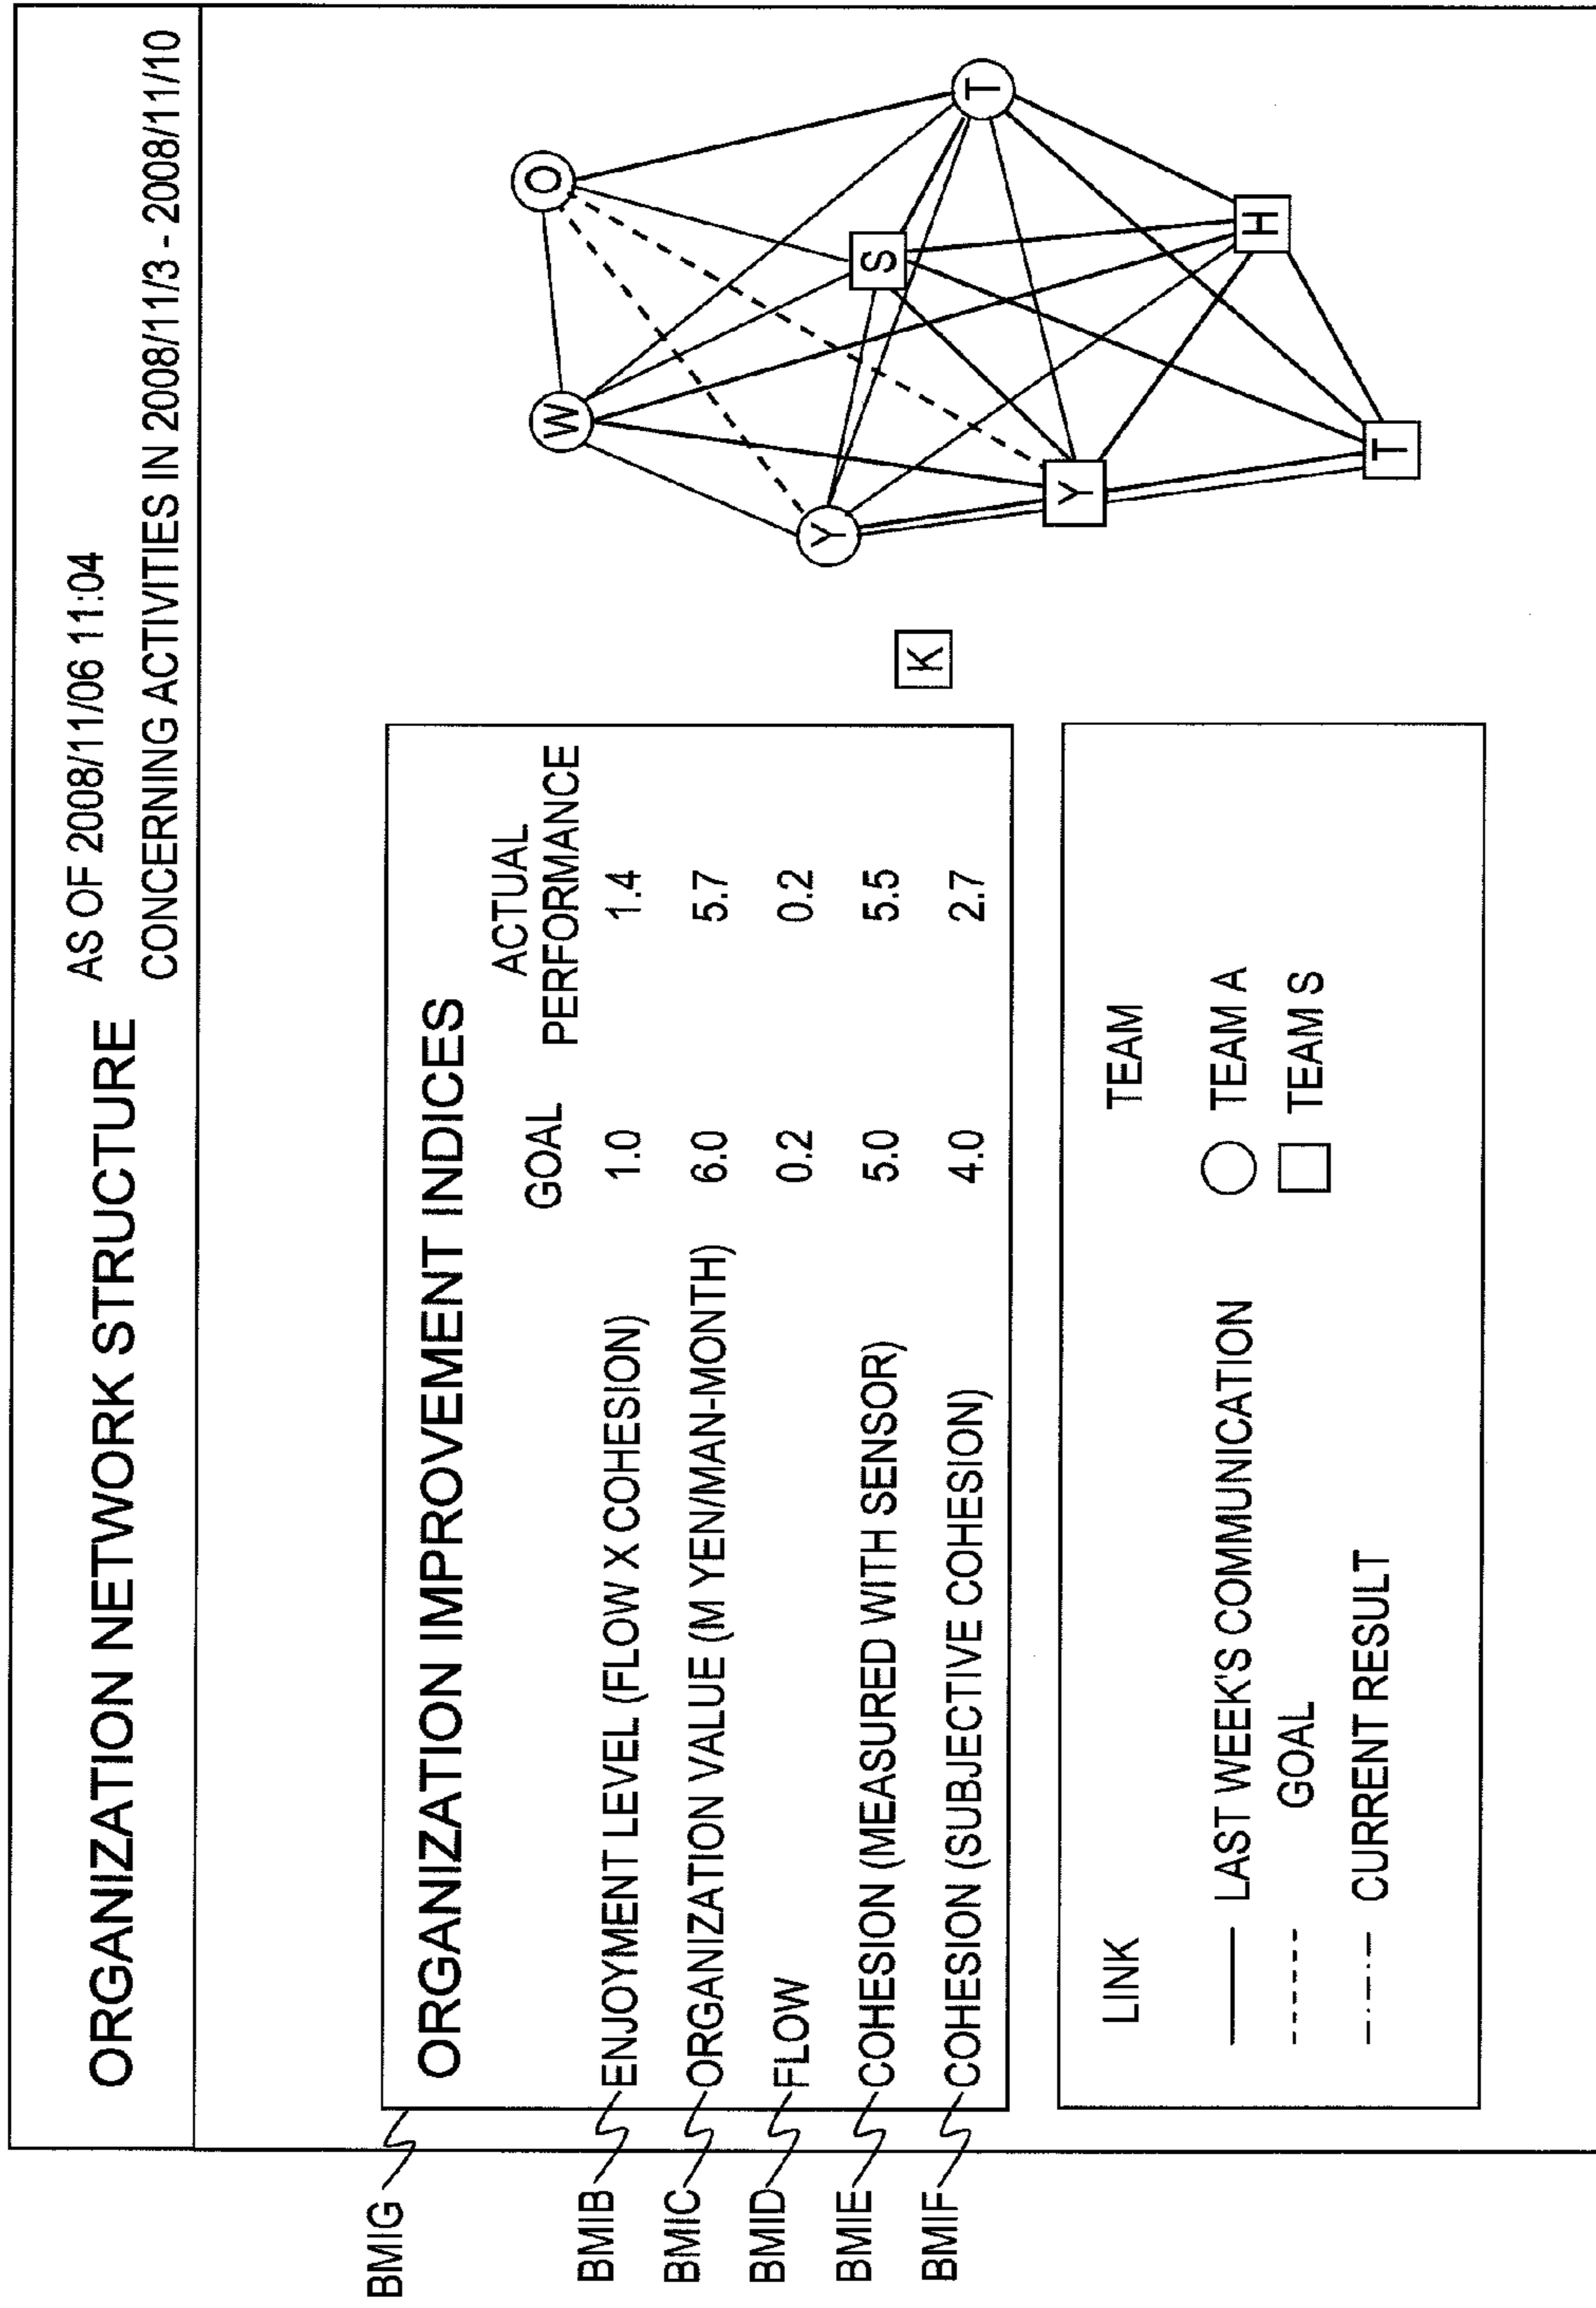 ORGANIZATION NETWORK STRUCTURE
AS OF 2008/11/06 11:04
CONCERNING ACTIVITIES IN 2008/11/3 - 2008/11/10
BMIG
ORGANIZATION IMPROVEMENT INDICES
GOAL
ACTUAL
PERFORMANCE
BMIB ENJOYMENT LEVEL (FLOW X COHESION) 1.0 1.4
BMIC ORGANIZATION VALUE (M YEN/MAN-MONTH) 6.0 5.7
BMID FLOW 0.2 0.2
BMIE COHESION (MEASURED WITH SENSOR) 5.0 5.5
BMIF COHESION (SUBJECTIVE COHESION) 4.0 2.7
LINK
LAST WEEK'S COMMUNICATION
GOAL
CURRENT RESULT
TEAM
TEAM A
TEAM S
O
W
S
T
Y
K
Y
H
T